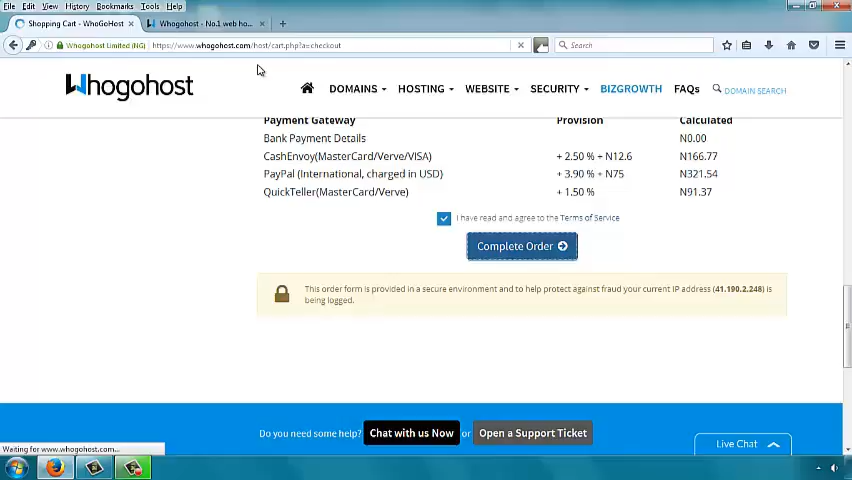 File Edit View History Bookmarks Tools Help
Shopping Cart - WhoGoHost × Whogohost - No.1 web ho... × +
Whogohost Limited (NG) https://www.whogohost.com/host/cart.php?a=checkout Search
Whogohost DOMAINS HOSTING WEBSITE SECURITY BIZGROWTH FAQs DOMAIN SEARCH
Payment Gateway Provision Calculated
Bank Payment Details N0.00
CashEnvoy(MasterCard/Verve/VISA) + 2.50 % + N12.6 N166.77
PayPal (International, charged in USD) + 3.90 % + N75 N321.54
QuickTeller(MasterCard/Verve) + 1.50 % N91.37
I have read and agree to the Terms of Service
Complete Order
This order form is provided in a secure environment and to help protect against fraud your current IP address (41.190.2.248) is
being logged.
Do you need some help? Chat with us Now or Open a Support Ticket
Live Chat
Waiting for www.whogohost.com...